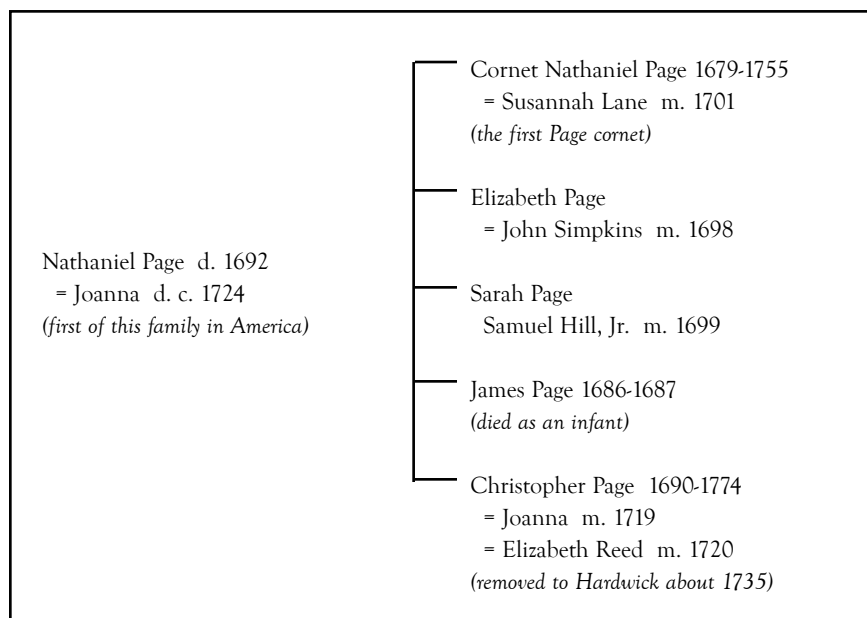 Nathaniel Page d. 1692
= Joanna d. c. 1724
(first of this family in America)
Cornet Nathaniel Page 1679-1755
= Susannah Lane m. 1701
(the first Page cornet)
Elizabeth Page
= John Simpkins m. 1698
Sarah Page
Samuel Hill, Jr. m. 1699
James Page 1686-1687
(died as an infant)
Christopher Page 1690-1774
= Joanna m. 1719
= Elizabeth Reed m. 1720
(removed to Hardwick about 1735)